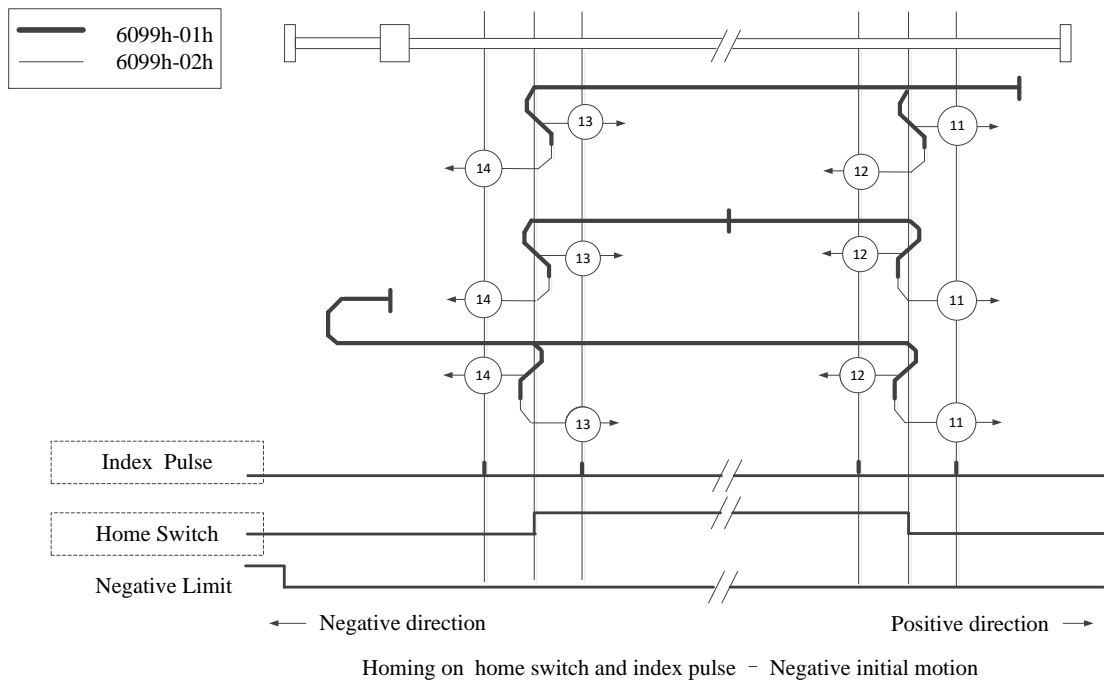 6099h-01h
6099h-02h
13
11
14
12
13
12
14
11
14
12
13
11
Index Pulse
Home Switch
Negative Limit
Negative direction
Positive direction
Homing on home switch and index pulse － Negative initial motion